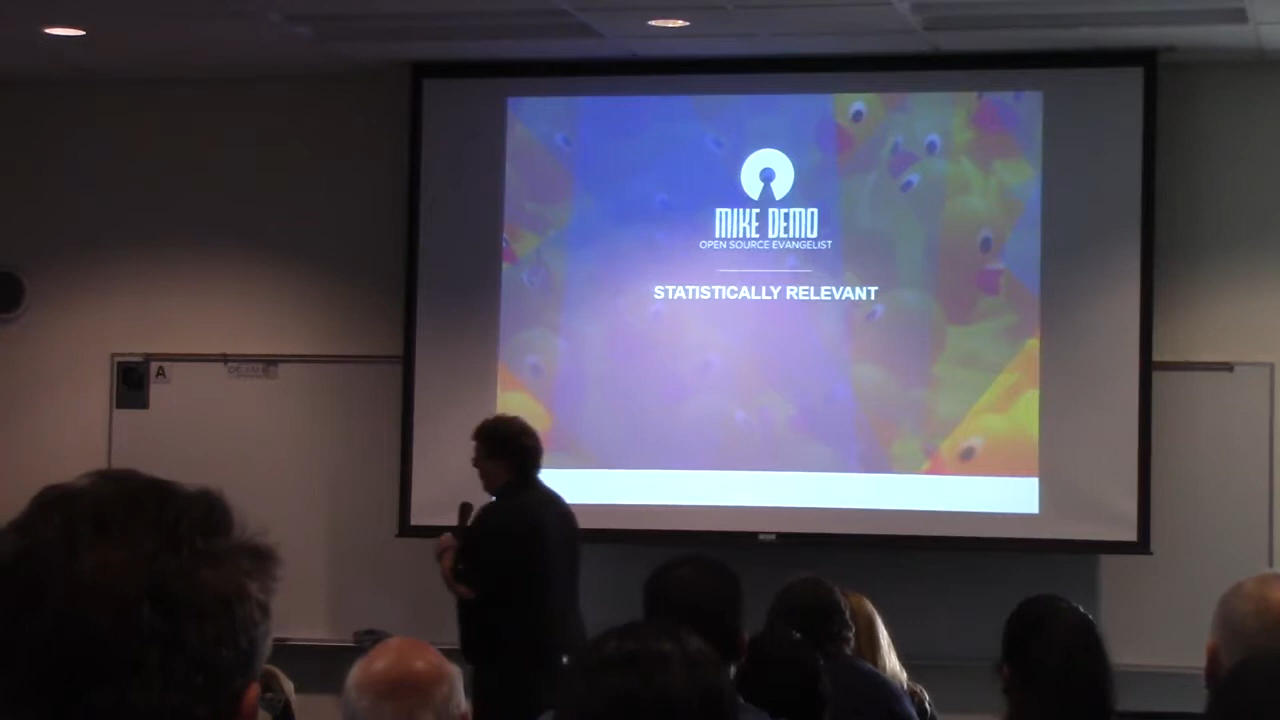 MIKE DEMO
OPEN SOURCE EVANGELIST
STATISTICALLY RELEVANT
A